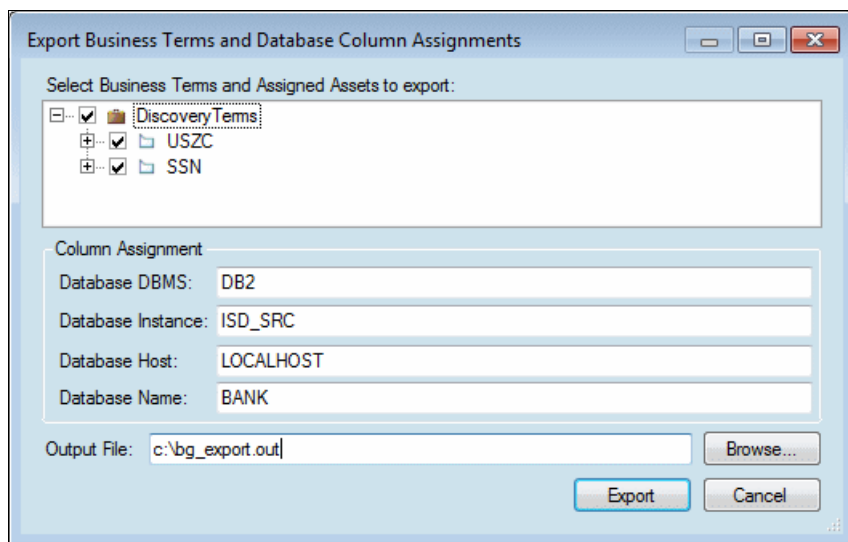 Export Business Terms and Database Column Assignments
Select Business Terms and Assigned Assets to export:
DiscoveryTerms
USZC
SSN
Column Assignment
Database DBMS: DB2
Database Instance: ISD_SRC
Database Host: LOCALHOST
Database Name: BANK
Output File: c:\bg_export.out Browse...
Export Cancel